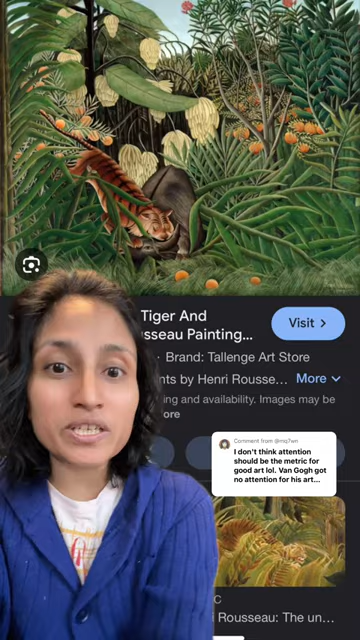 Tiger And
sseau Painting...
Visit >
· Brand: Tallenge Art Store
nts by Henri Rousse...
More
ing and availability. Images may be
ore
Comment from @mq7wn
I don't think attention
should be the metric for
good art lol. Van Gogh got
no attention for his art...
C
l Rousseau: The un...